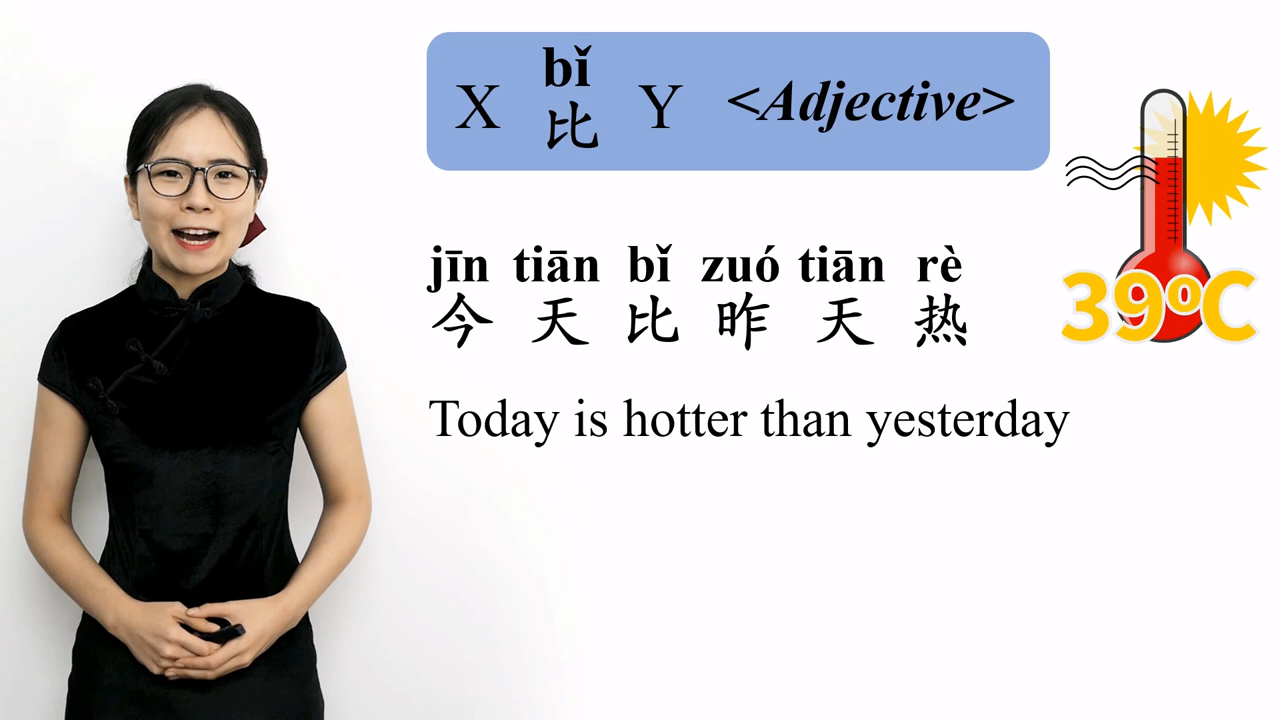 bǐ
X 比 Y <Adjective>
jīn tiān bǐ zuó tiān rè
今 天 比 昨 天 热
Today is hotter than yesterday
39ºC